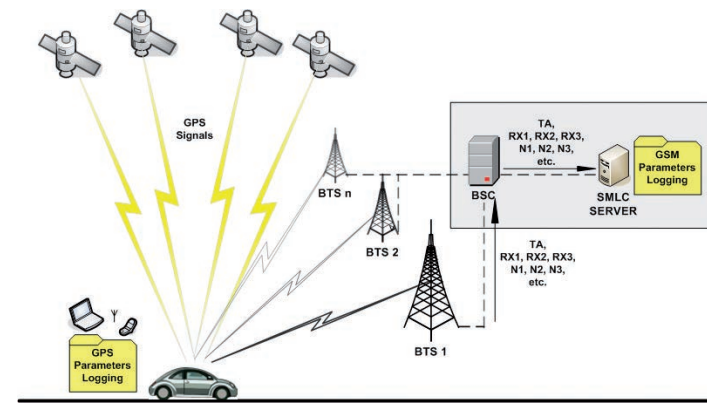 GPS
Signals
TA,
RX1, RX2, RX3,
N1, N2, N3,
etc.
GSM
Parameters
Logging
BTS n
BSC
SMLC
SERVER
BTS 2
TA,
RX1, RX2, RX3,
N1, N2, N3,
etc.
GPS
Parameters
Logging
BTS 1